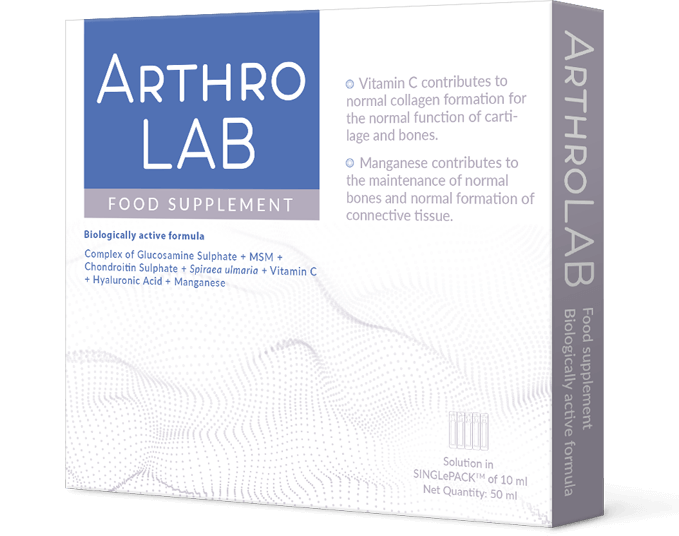 ARTHRO
LAB
FOOD SUPPLEMENT
Biologically active formula
Complex of Glucosamine Sulphate + MSM +
Chondroitin Sulphate + Spiraea ulmaria + Vitamin C
+ Hyaluronic Acid + Manganese
Vitamin C contributes to
normal collagen formation for
the normal function of carti-
lage and bones.
Manganese contributes to
the maintenance of normal
bones and normal formation of
connective tissue.
Solution in
SINGLePACK™ of 10 ml
Net Quantity: 50 ml
ARTHROLAB
Food supplement
Biologically active formula